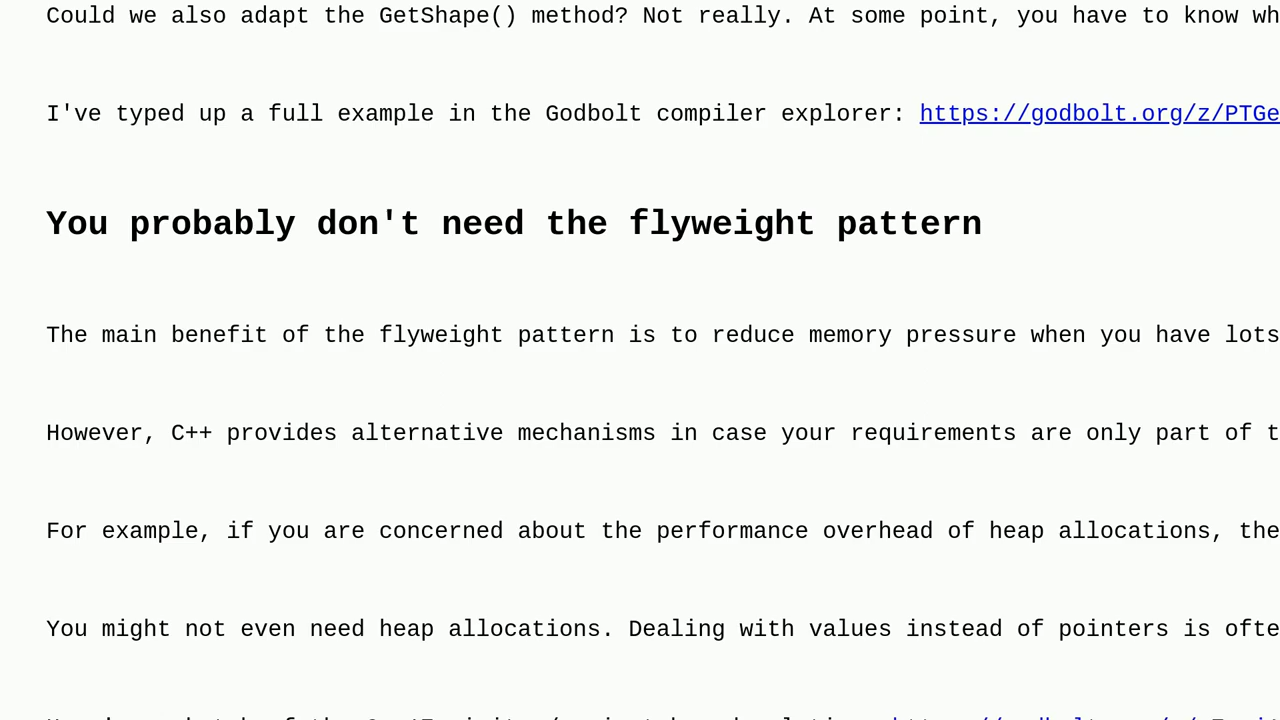 Could we also adapt the GetShape() method? Not really. At some point, you have to know wh
I've typed up a full example in the Godbolt compiler explorer: https://godbolt.org/z/PTGe
You probably don't need the flyweight pattern
The main benefit of the flyweight pattern is to reduce memory pressure when you have lots
However, C++ provides alternative mechanisms in case your requirements are only part of t
For example, if you are concerned about the performance overhead of heap allocations, the
You might not even need heap allocations. Dealing with values instead of pointers is ofte